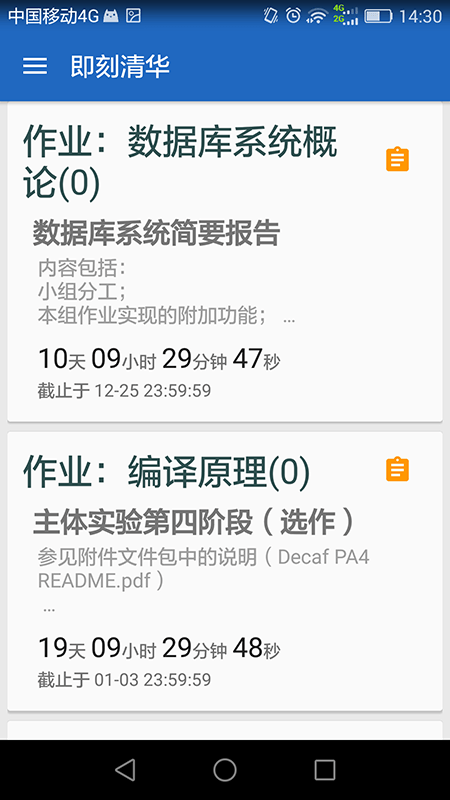 中国移动4G 4G 2G 14:30
即刻清华
作业：数据库系统概
论(0)
数据库系统简要报告
内容包括：
小组分工；
本组作业实现的附加功能； ...
10天 09小时 29分钟 47秒
截止于 12-25 23:59:59
作业：编译原理(0)
主体实验第四阶段（选作）
参见附件文件包中的说明（Decaf PA4
README.pdf）
...
19天 09小时 29分钟 48秒
截止于 01-03 23:59:59